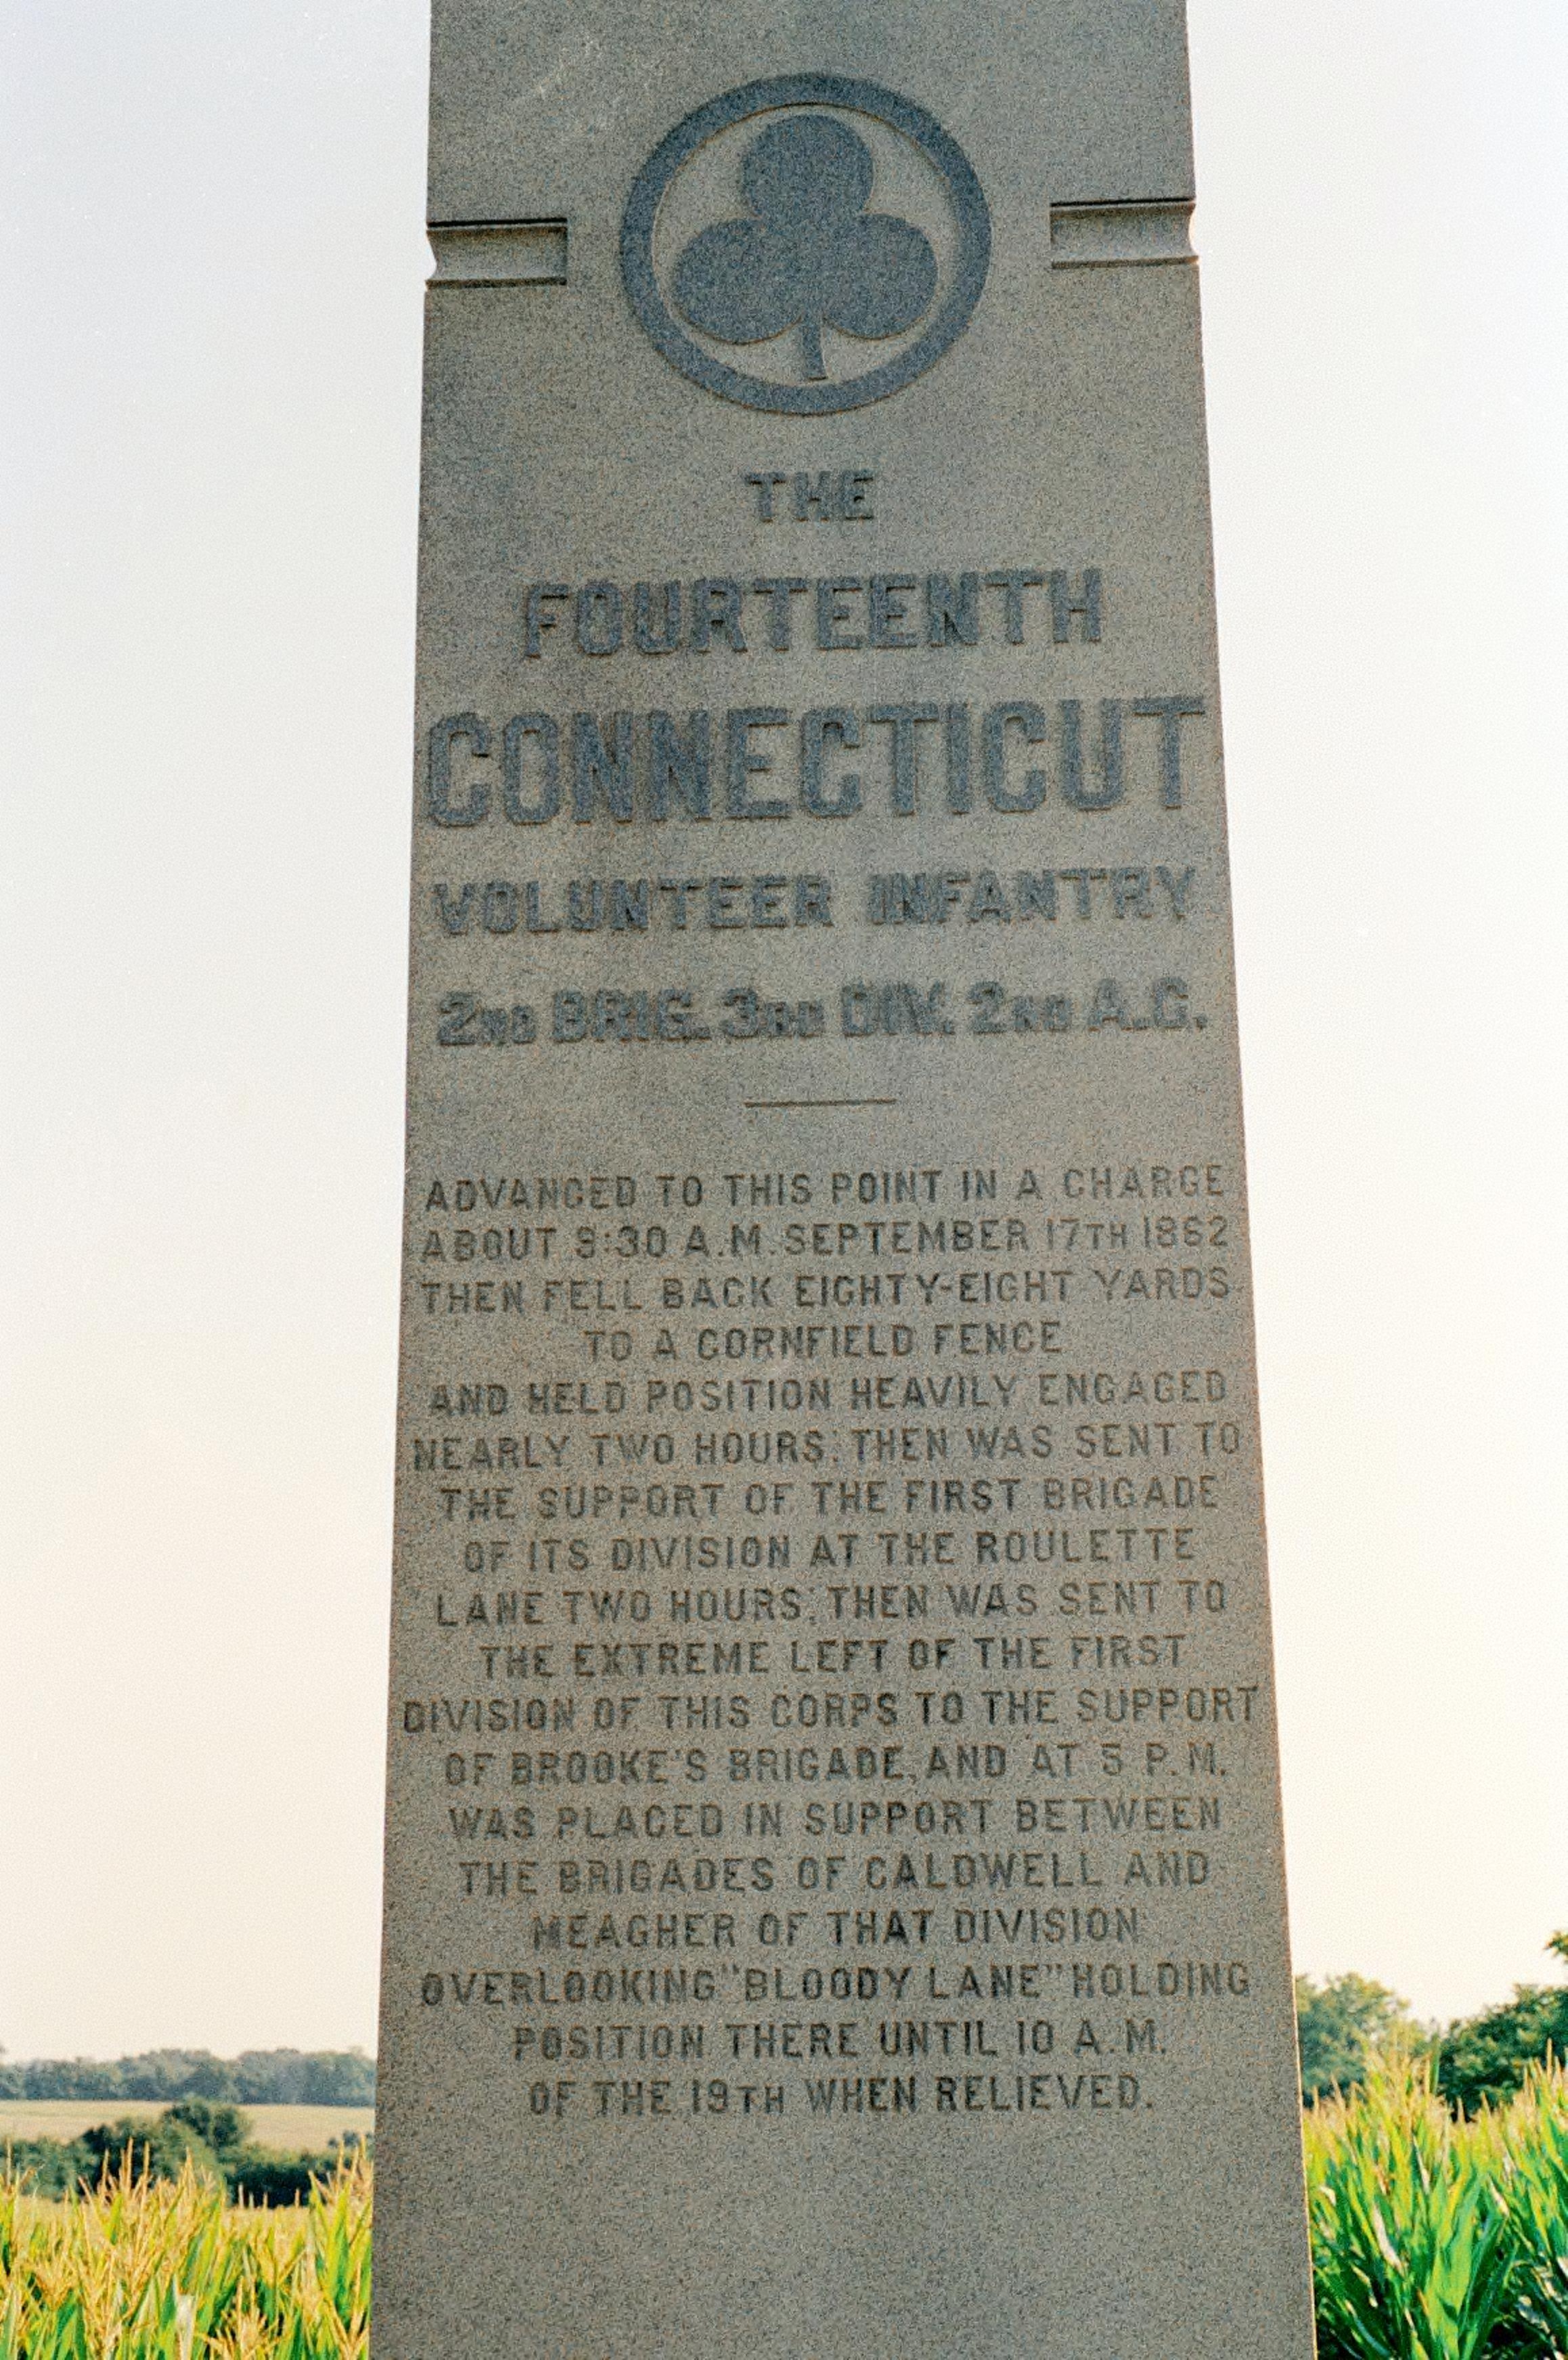 THE
FOURTEENTH
CONNECTICUT
VOLUNTEER INFANTRY
2ND BRIG. 3RD DIV. 2ND A.C.
ADVANCED TO THIS POINT IN A CHARGE
ABOUT 9:30 A.M. SEPTEMBER 17TH 1862
THEN FELL BACK EIGHTY-EIGHT YARDS
TO A CORNFIELD FENCE
AND HELD POSITION HEAVILY ENGAGED
NEARLY TWO HOURS; THEN WAS SENT TO
THE SUPPORT OF THE FIRST BRIGADE
OF ITS DIVISION AT THE ROULETTE
LANE TWO HOURS; THEN WAS SENT TO
THE EXTREME LEFT OF THE FIRST
DIVISION OF THIS CORPS TO THE SUPPORT
OF BROOKE'S BRIGADE, AND AT 5 P.M.
WAS PLACED IN SUPPORT BETWEEN
THE BRIGADES OF CALDWELL AND
MEAGHER OF THAT DIVISION
OVERLOOKING "BLOODY LANE" HOLDING
POSITION THERE UNTIL 10 A.M.
OF THE 19TH WHEN RELIEVED.